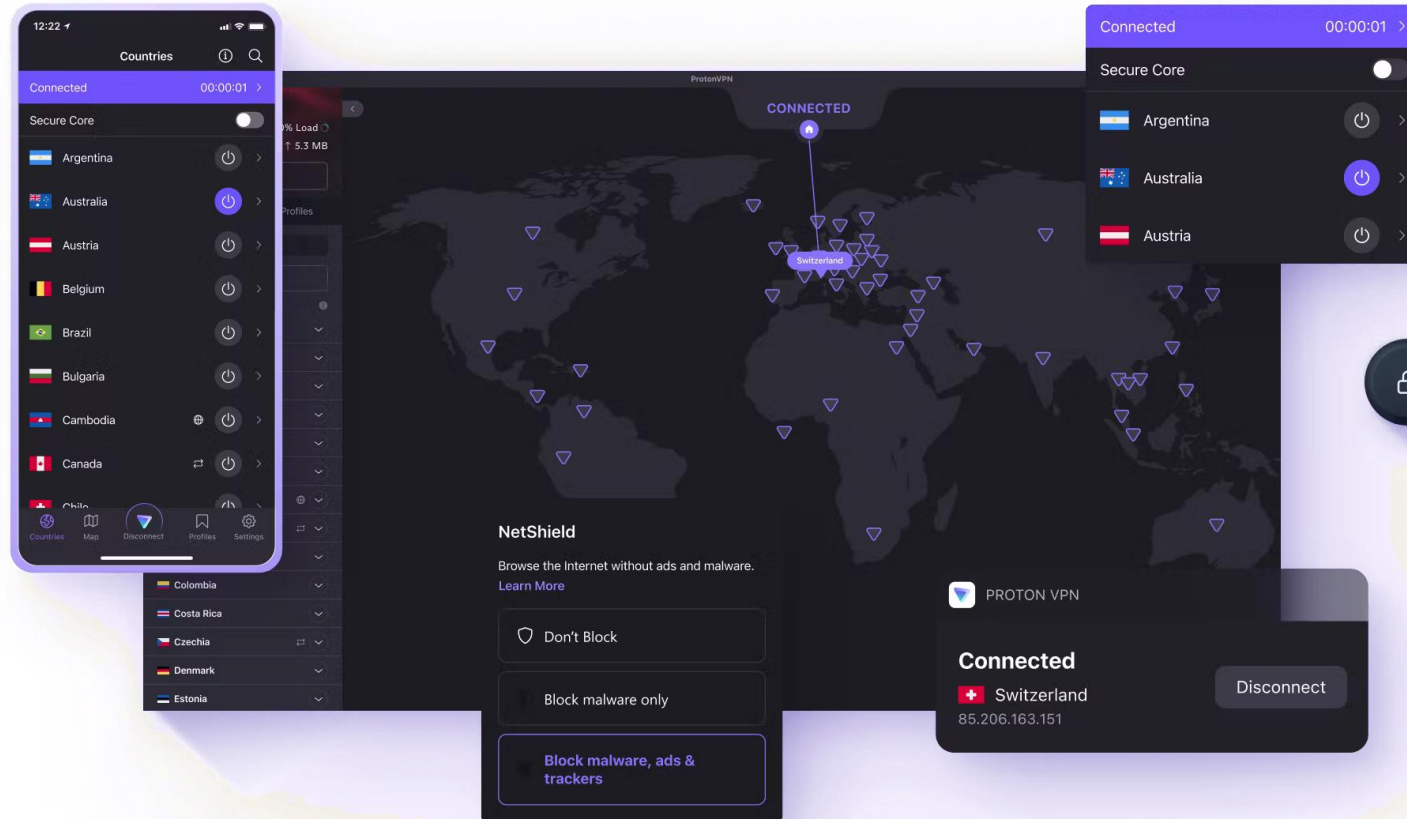 12:22
Countries
Connected 00:00:01
Secure Core
Argentina
Australia
Austria
Belgium
Brazil
Bulgaria
Cambodia
Canada
Chile
Countries Map Disconnect Profiles Settings
ProtonVPN
% Load
↑ 5.3 MB
Profiles
Colombia
Costa Rica
Czechia
Denmark
Estonia
CONNECTED
Switzerland
NetShield
Browse the Internet without ads and malware.
Learn More
Don't Block
Block malware only
Block malware, ads &
trackers
Connected 00:00:01
Secure Core
Argentina
Australia
Austria
PROTON VPN
Connected
Switzerland
85.206.163.151
Disconnect